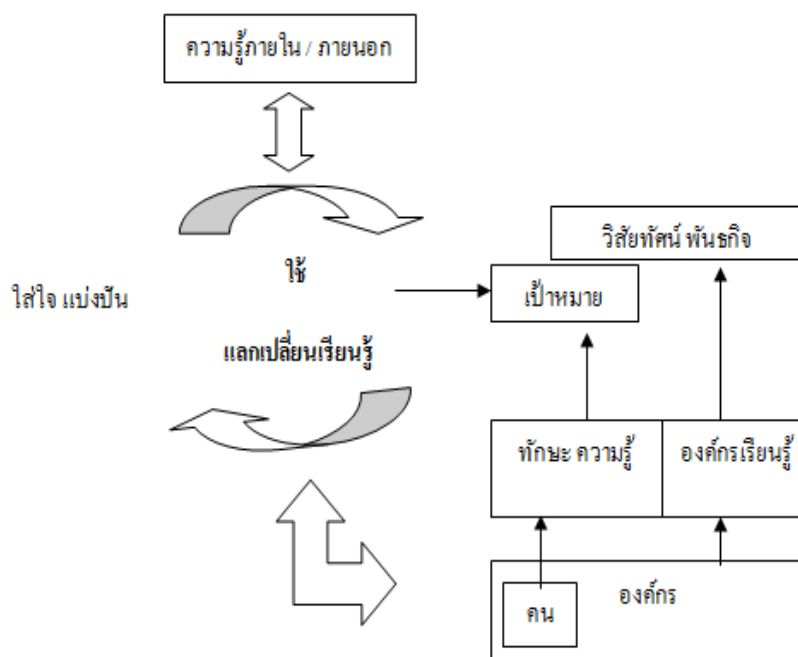 ความรู้ภายใน / ภายนอก
วิสัยทัศน์ พันธกิจ
ใช้
เป้าหมาย
ใส่ใจ แบ่งปัน
แลกเปลี่ยนเรียนรู้
ทักษะ ความรู้
องค์กรเรียนรู้
องค์กร
คน